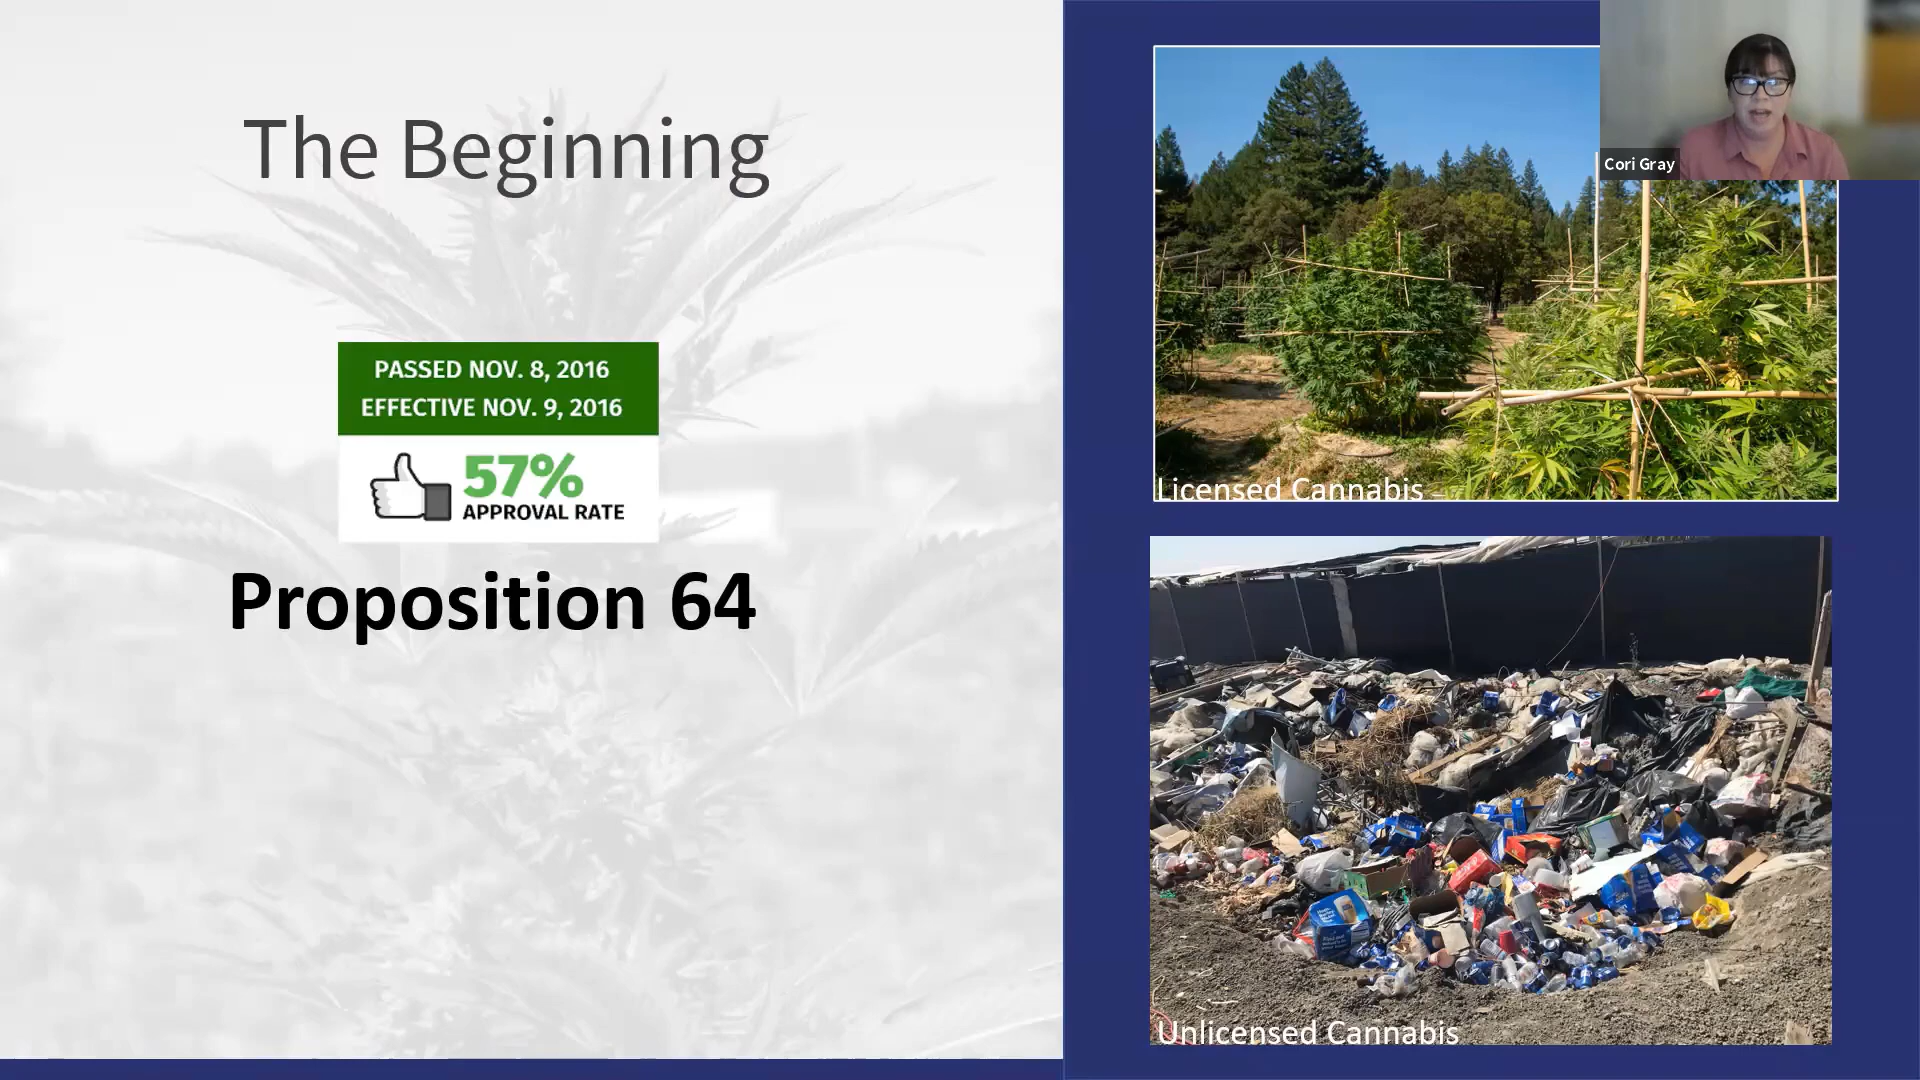 The Beginning
PASSED NOV. 8, 2016
EFFECTIVE NOV. 9, 2016
57%
APPROVAL RATE
Proposition 64
Licensed Cannabis
Unlicensed Cannabis
Cori Gray